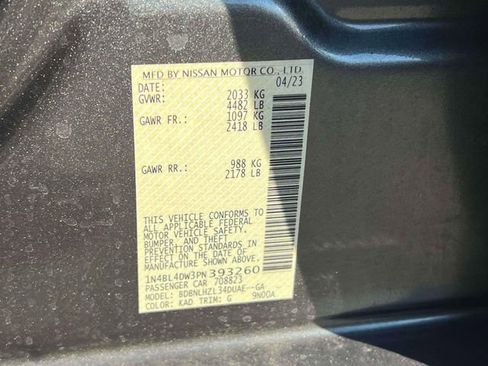 MFD BY NISSAN MOTOR CO., LTD.
DATE: 04/23
GVWR: 2033 KG
4482 LB
GAWR FR.: 1097 KG
2418 LB
GAWR RR.: 988 KG
2178 LB
THIS VEHICLE CONFORMS TO
ALL APPLICABLE FEDERAL
MOTOR VEHICLE SAFETY,
BUMPER, AND THEFT
PREVENTION STANDARDS IN
EFFECT ON THE DATE OF
MANUFACTURE SHOWN ABOVE.
1N4BL4DW3PN393260
PASSENGER CAR 708823
MODEL: BDBNLHZL34DUAE--GA
COLOR: KAD TRIM: G 9N00A